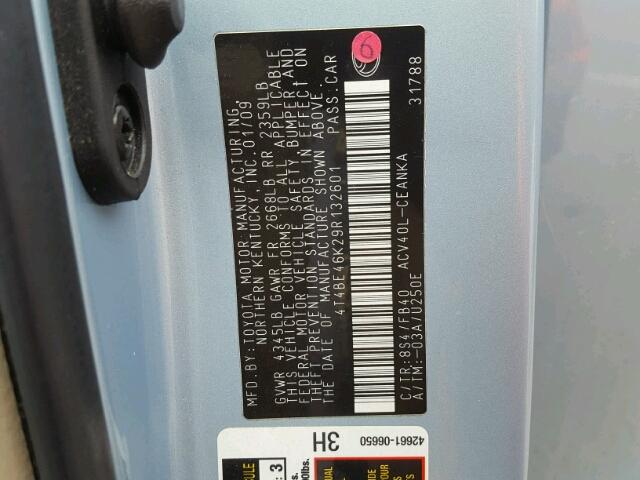 MFD.BY:TOYOTA MOTOR MANUFACTURING,
NORTHERN KENTUCKY, INC. 01/09
GVWR 4345LB GAWR FR 2668LB RR 2359LB
THIS VEHICLE CONFORMS TO ALL APPLICABLE
FEDERAL MOTOR VEHICLE SAFETY, BUMPER AND
THEFT PREVENTION STANDARDS IN EFFECT ON
THE DATE OF MANUFACTURE SHOWN ABOVE.
4T4BE46K29R132601 PASS.CAR
C/TR:8S4/FB40 ACV40L-CEANKA
A/TM:-03A/U250E 31788
6
42661-06650
3H
3